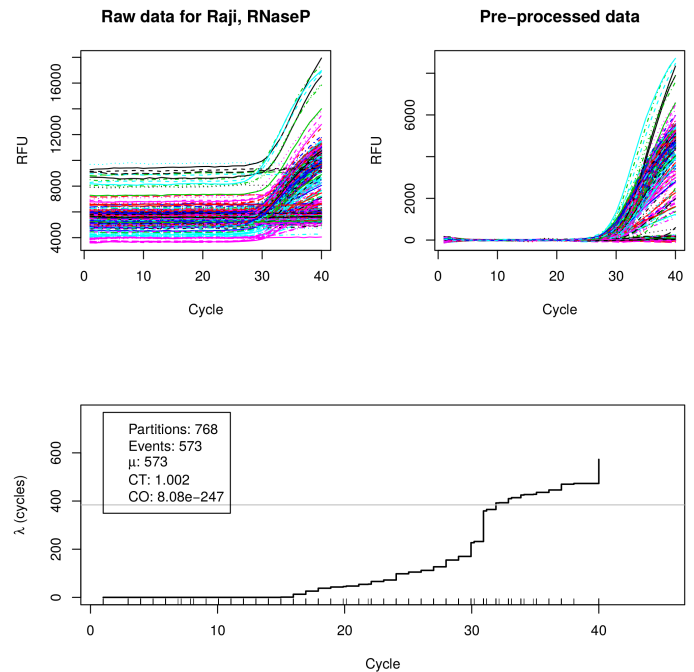 Raw data for Raji, RNaseP
Pre−processed data
RFU
4000 8000 12000 16000
0 10 20 30 40
Cycle
RFU
0 2000 6000
0 10 20 30 40
Cycle
λ (cycles)
0 200 400 600
Partitions: 768
Events: 573
μ: 573
CT: 1.002
CO: 8.08e−247
0 10 20 30 40
Cycle